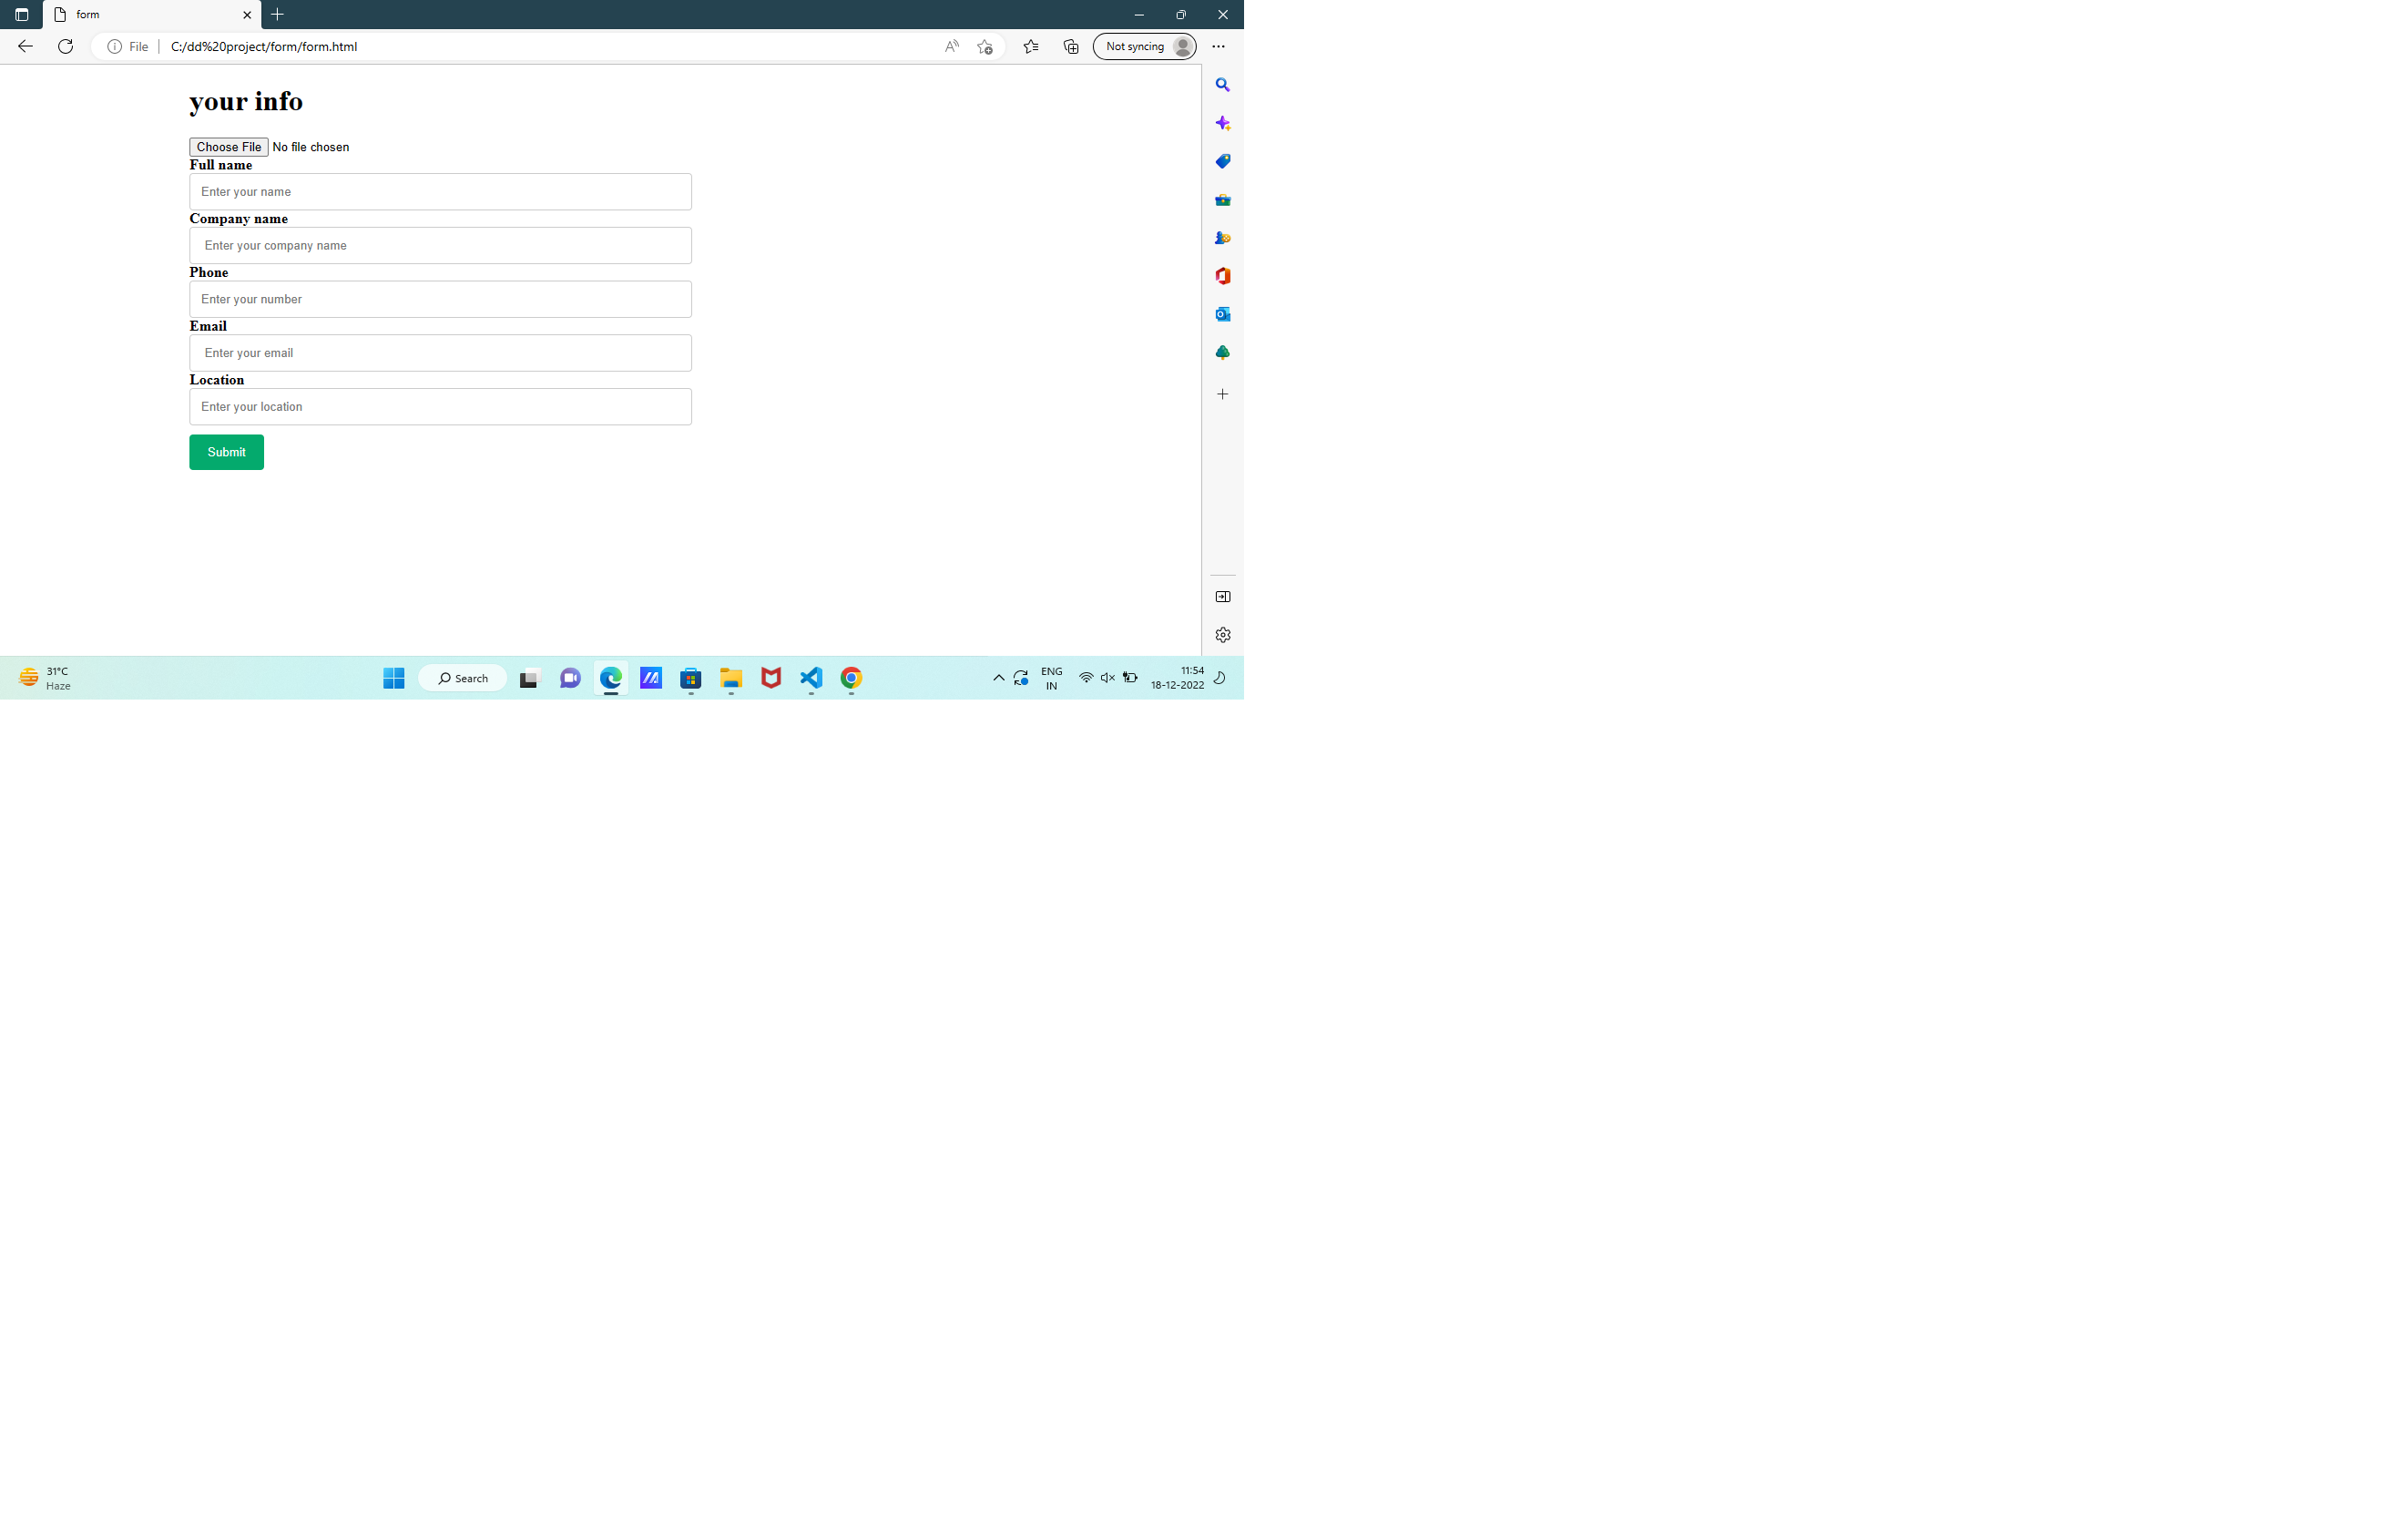 form
File
C:/dd%20project/form/form.html
Not syncing
your info
Choose File No file chosen
Full name
Enter your name
Company name
Enter your company name
Phone
Enter your number
Email
Enter your email
Location
Enter your location
Submit
31°C
Haze
Search
ENG
IN
11:54
18-12-2022